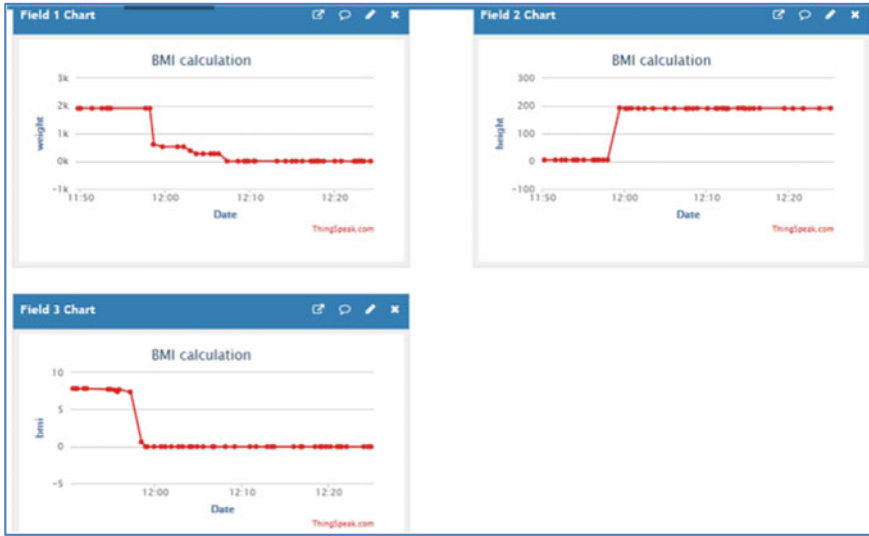 Field 1 Chart
BMI calculation
weight
3k
2k
1k
0k
-1k
11:50 12:00 12:10 12:20
Date
ThingSpeak.com
Field 2 Chart
BMI calculation
height
300
200
100
0
-100
11:50 12:00 12:10 12:20
Date
ThingSpeak.com
Field 3 Chart
BMI calculation
bmi
10
5
0
-5
12:00 12:10 12:20
Date
ThingSpeak.com